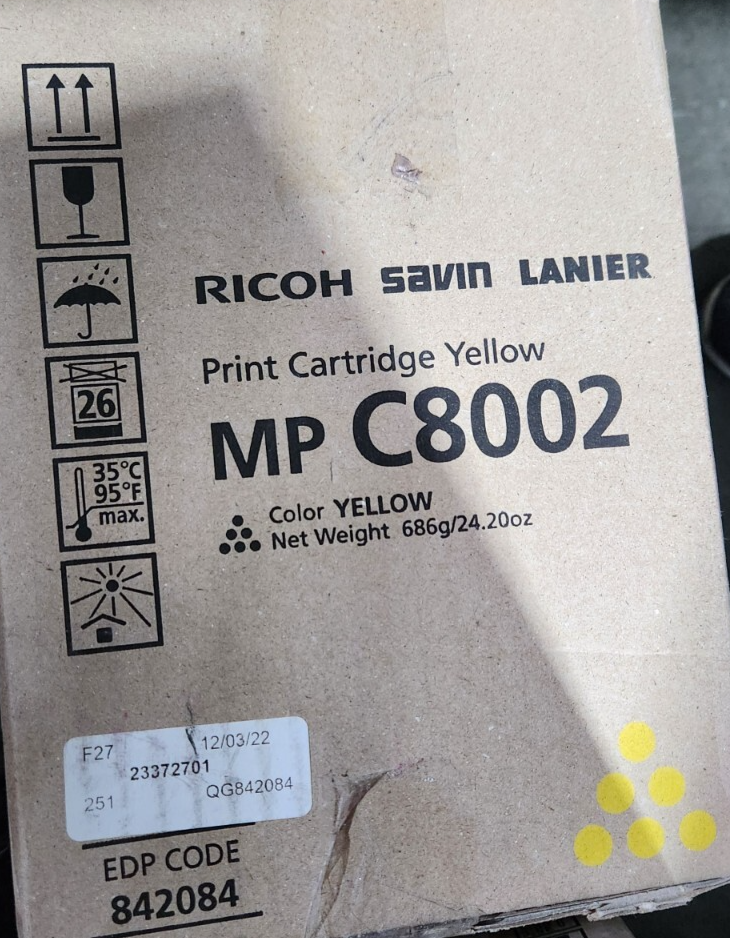 RICOH savin LANIER
Print Cartridge Yellow
MP C8002
Color YELLOW
Net Weight 686g/24.20oz
26
35°C
95°F
max.
F27 12/03/22
23372701
251 QG842084
EDP CODE
842084